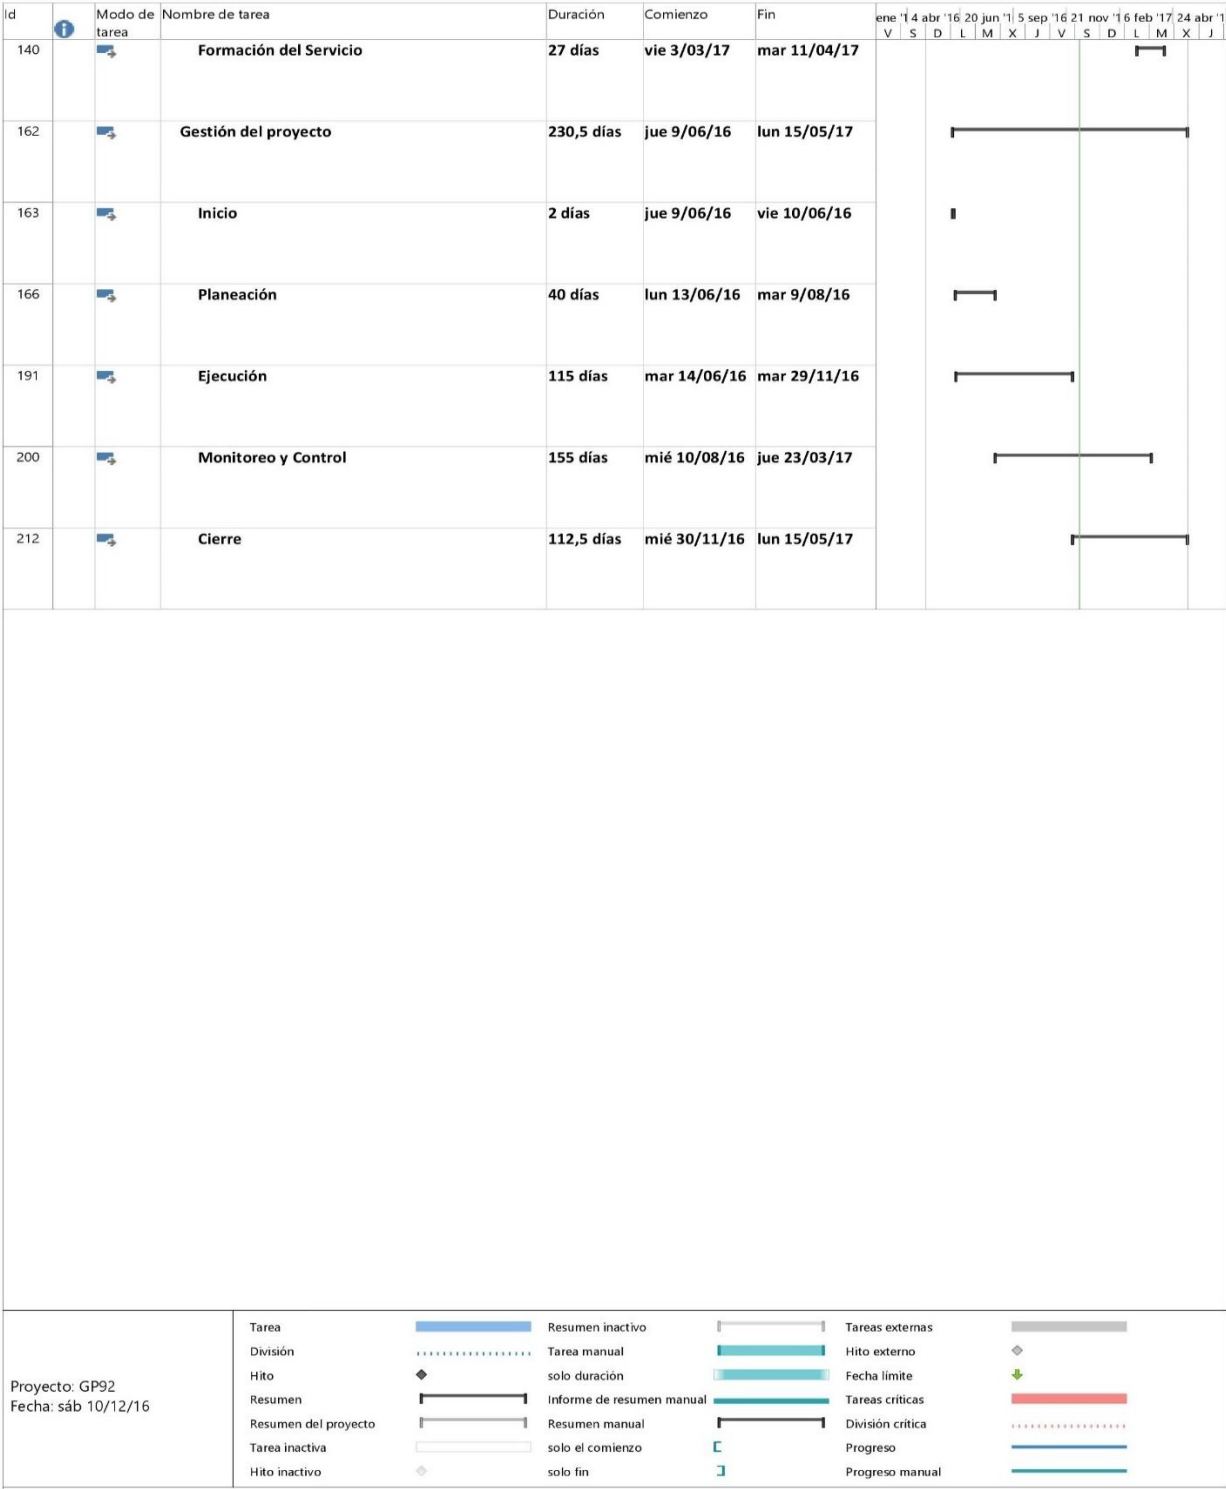 Id Modo de tarea Nombre de tarea Duración Comienzo Fin
ene '1 4 abr '16 20 jun '1 5 sep '16 21 nov '1 6 feb '17 24 abr '1
V S D L M X J V S D L M X J
140 Formación del Servicio 27 días vie 3/03/17 mar 11/04/17
162 Gestión del proyecto 230,5 días jue 9/06/16 lun 15/05/17
163 Inicio 2 días jue 9/06/16 vie 10/06/16
166 Planeación 40 días lun 13/06/16 mar 9/08/16
191 Ejecución 115 días mar 14/06/16 mar 29/11/16
200 Monitoreo y Control 155 días mié 10/08/16 jue 23/03/17
212 Cierre 112,5 días mié 30/11/16 lun 15/05/17
Proyecto: GP92
Fecha: sáb 10/12/16
Tarea Resumen inactivo Tareas externas
División Tarea manual Hito externo
Hito solo duración Fecha límite
Resumen Informe de resumen manual Tareas críticas
Resumen del proyecto Resumen manual División crítica
Tarea inactiva solo el comienzo Progreso
Hito inactivo solo fin Progreso manual